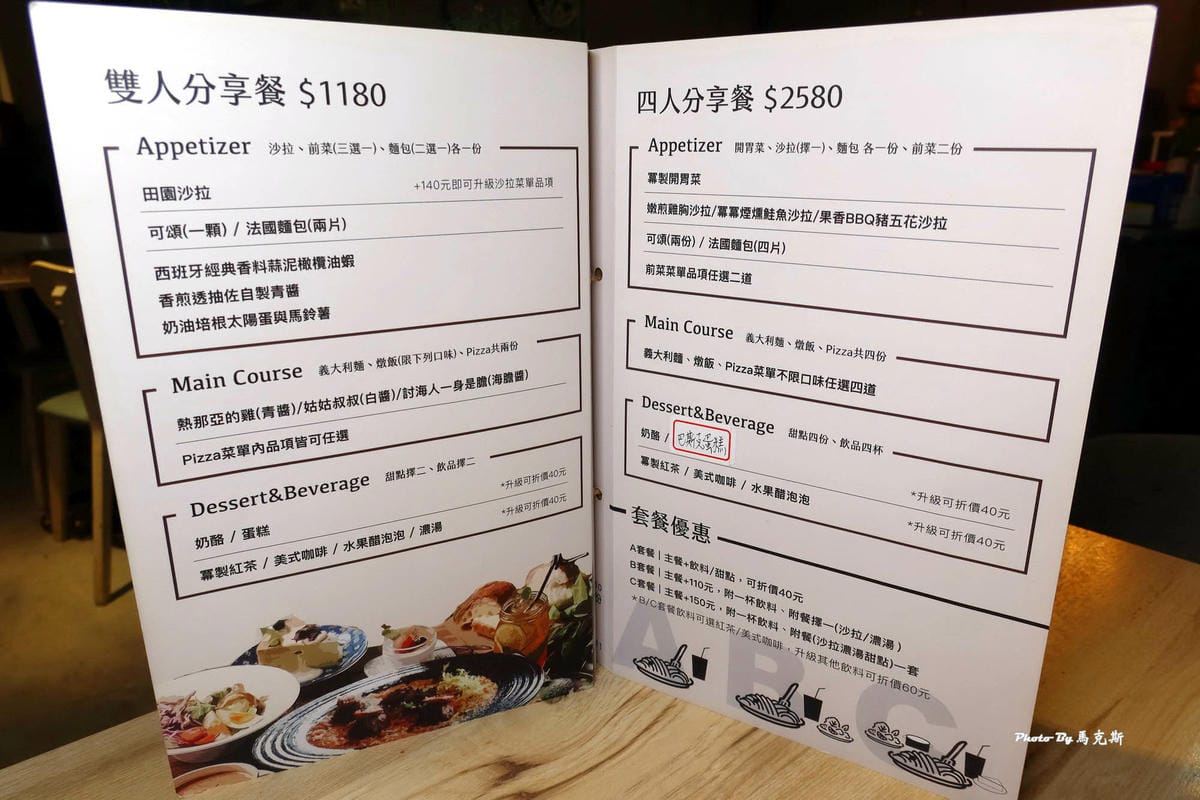 雙人分享餐 $1180
Appetizer 沙拉、前菜(三選一)、麵包(二選一)各一份
田園沙拉 +140元即可升級沙拉菜單品項
可頌(一顆) / 法國麵包(兩片)
西班牙經典香料蒜泥橄欖油蝦
香煎透抽佐自製青醬
奶油培根太陽蛋與馬鈴薯
Main Course 義大利麵、燉飯(限下列口味)、Pizza共兩份
熱那亞的雞(青醬)/姑姑叔叔(白醬)/討海人一身是膽(海膽醬)
Pizza菜單內品項皆可任選
Dessert&Beverage 甜點擇二、飲品擇二
奶酪 / 蛋糕 *升級可折價40元
冪製紅茶 / 美式咖啡 / 水果醋泡泡 / 濃湯 *升級可折價40元
四人分享餐 $2580
Appetizer 開胃菜、沙拉(擇一)、麵包 各一份、前菜二份
冪製開胃菜
嫩煎雞胸沙拉/冪冪煙燻鮭魚沙拉/果香BBQ豬五花沙拉
可頌(兩份) / 法國麵包(四片)
前菜菜單品項任選二道
Main Course 義大利麵、燉飯、Pizza共四份
義大利麵、燉飯、Pizza菜單不限口味任選四道
Dessert&Beverage 甜點四份、飲品四杯
奶酪 / 巴斯克蛋糕 *升級可折價40元
冪製紅茶 / 美式咖啡 / 水果醋泡泡 *升級可折價40元
套餐優惠
A套餐｜主餐+飲料/甜點，可折價40元
B套餐｜主餐+110元，附一杯飲料、附餐擇一(沙拉/濃湯)
C套餐｜主餐+150元，附一杯飲料、附餐(沙拉濃湯甜點)一套
*B/C套餐飲料可選紅茶/美式咖啡，升級其他飲料可折價60元
A B C
Photo By 馬克斯